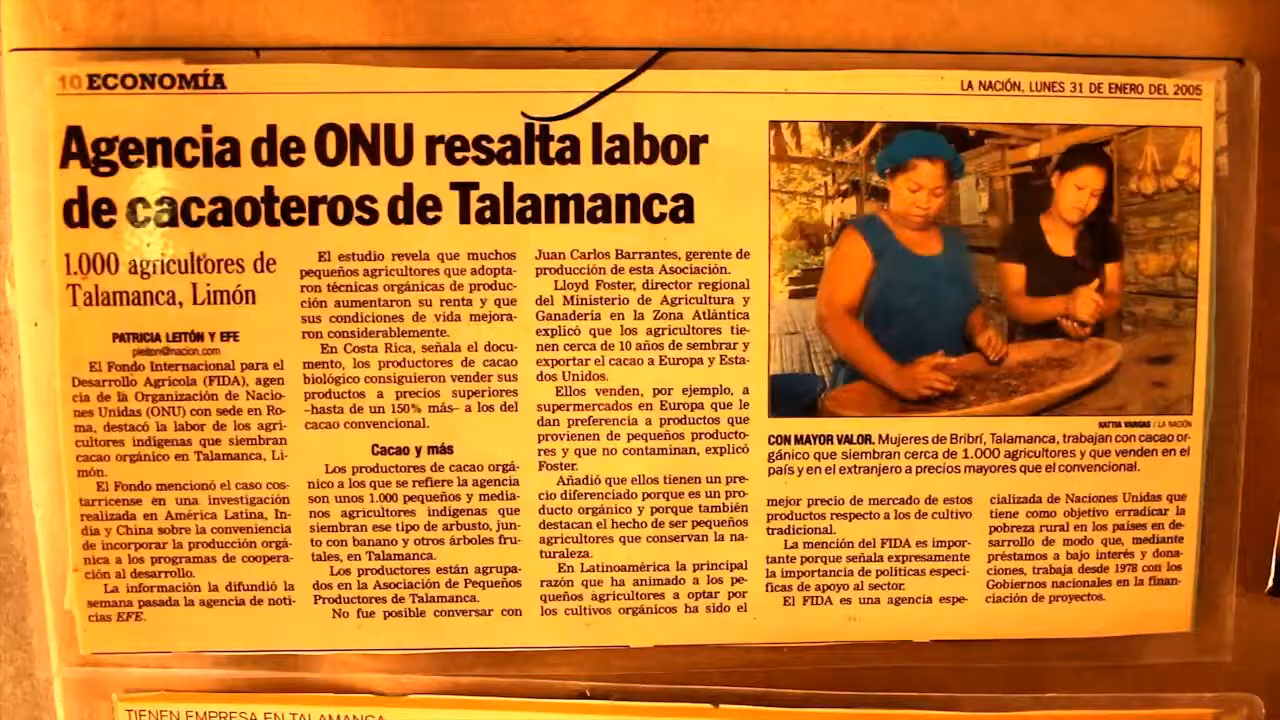 10 ECONOMÍA
LA NACIÓN, LUNES 31 DE ENERO DEL 2005
Agencia de ONU resalta labor
de cacaoteros de Talamanca
1.000 agricultores de
Talamanca, Limón
PATRICIA LEITÓN Y EFE
pleiton@nacion.com
El Fondo Internacional para el
Desarrollo Agrícola (FIDA), agen
cia de la Organización de Nacio-
nes Unidas (ONU) con sede en Ro-
ma, destacó la labor de los agri-
cultores indígenas que siembran
cacao orgánico en Talamanca, Li-
món.
El Fondo mencionó el caso cos-
tarricense en una investigación
realizada en América Latina, In-
dia y China sobre la conveniencia
de incorporar la producción orgá-
nica a los programas de coopera-
ción al desarrollo.
La información la difundió la
semana pasada la agencia de noti-
cias EFE.
El estudio revela que muchos
pequeños agricultores que adopta-
ron técnicas orgánicas de produc-
ción aumentaron su renta y que
sus condiciones de vida mejora-
ron considerablemente.
En Costa Rica, señala el docu-
mento, los productores de cacao
biológico consiguieron vender sus
productos a precios superiores
–hasta de un 150% más– a los del
cacao convencional.
Cacao y más
Los productores de cacao orgá-
nico a los que se refiere la agencia
son unos 1.000 pequeños y media-
nos agricultores indígenas que
siembran ese tipo de arbusto, jun-
to con banano y otros árboles fru-
tales, en Talamanca.
Los productores están agrupa-
dos en la Asociación de Pequeños
Productores de Talamanca.
No fue posible conversar con
Juan Carlos Barrantes, gerente de
producción de esta Asociación.
Lloyd Foster, director regional
del Ministerio de Agricultura y
Ganadería en la Zona Atlántica
explicó que los agricultores tie-
nen cerca de 10 años de sembrar y
exportar el cacao a Europa y Esta-
dos Unidos.
Ellos venden, por ejemplo, a
supermercados en Europa que le
dan preferencia a productos que
provienen de pequeños producto-
res y que no contaminan, explicó
Foster.
Añadió que ellos tienen un pre-
cio diferenciado porque es un pro-
ducto orgánico y porque también
destacan el hecho de ser pequeños
agricultores que conservan la na-
turaleza.
En Latinoamérica la principal
razón que ha animado a los pe-
queños agricultores a optar por
los cultivos orgánicos ha sido el
KATTIA VARGAS / LA NACIÓN
CON MAYOR VALOR. Mujeres de Bribrí, Talamanca, trabajan con cacao or-
gánico que siembran cerca de 1.000 agricultores y que venden en el
país y en el extranjero a precios mayores que el convencional.
mejor precio de mercado de estos
productos respecto a los de cultivo
tradicional.
La mención del FIDA es impor-
tante porque señala expresamente
la importancia de políticas especí-
ficas de apoyo al sector.
El FIDA es una agencia espe-
cializada de Naciones Unidas que
tiene como objetivo erradicar la
pobreza rural en los países en de-
sarrollo de modo que, mediante
préstamos a bajo interés y dona-
ciones, trabaja desde 1978 con los
Gobiernos nacionales en la finan-
ciación de proyectos.
TIENEN EMPRESA EN TALAMANCA